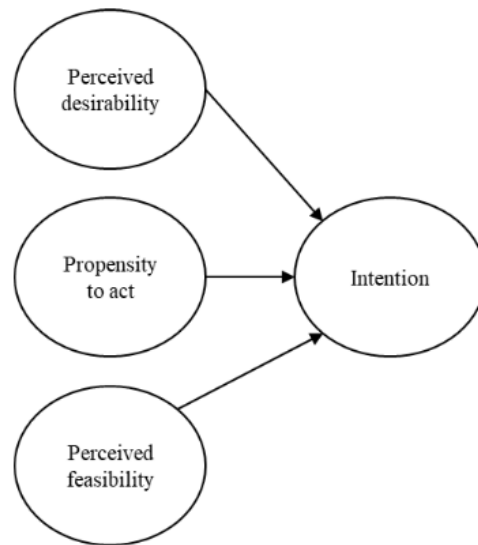 Perceived
desirability
Propensity
to act
Intention
Perceived
feasibility